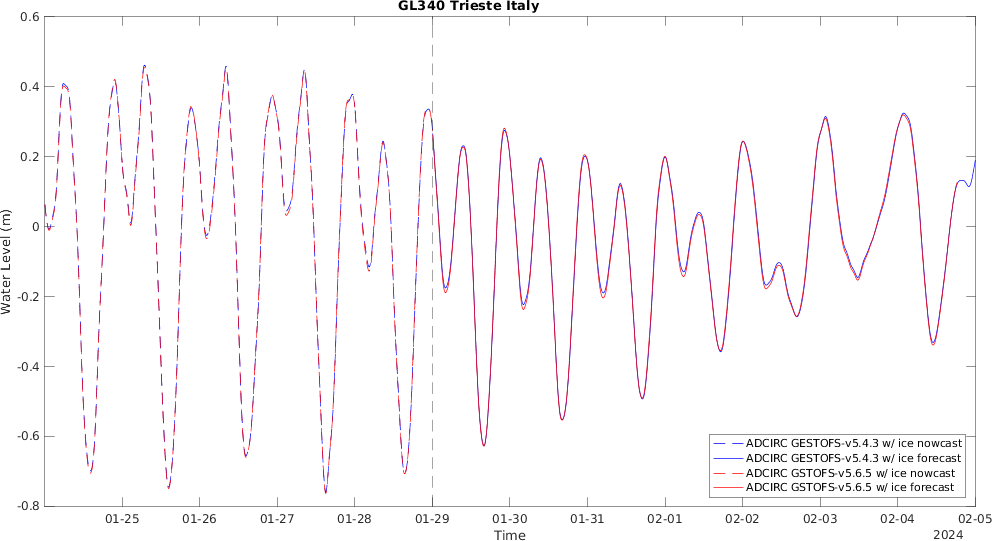 GL340 Trieste Italy
0.6
0.4
0.2
0
-0.2
-0.4
-0.6
-0.8
Water Level (m)
ADCIRC GESTOFS-v5.4.3 w/ ice nowcast
ADCIRC GESTOFS-v5.4.3 w/ ice forecast
ADCIRC GSTOFS-v5.6.5 w/ ice nowcast
ADCIRC GSTOFS-v5.6.5 w/ ice forecast
01-25 01-26 01-27 01-28 01-29 01-30 01-31 02-01 02-02 02-03 02-04 02-05
Time
2024